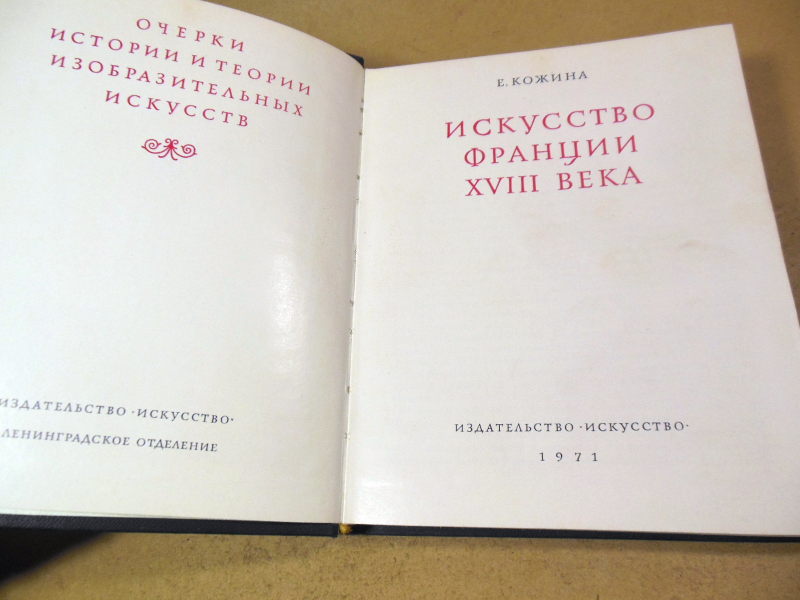 ОЧЕРКИ
ИСТОРИИ И ТЕОРИИ
ИЗОБРАЗИТЕЛЬНЫХ
ИСКУССТВ
ИЗДАТЕЛЬСТВО ·ИСКУССТВО·
ЛЕНИНГРАДСКОЕ ОТДЕЛЕНИЕ
Е. КОЖИНА
ИСКУССТВО
ФРАНЦИИ
XVIII ВЕКА
ИЗДАТЕЛЬСТВО ·ИСКУССТВО·
1971